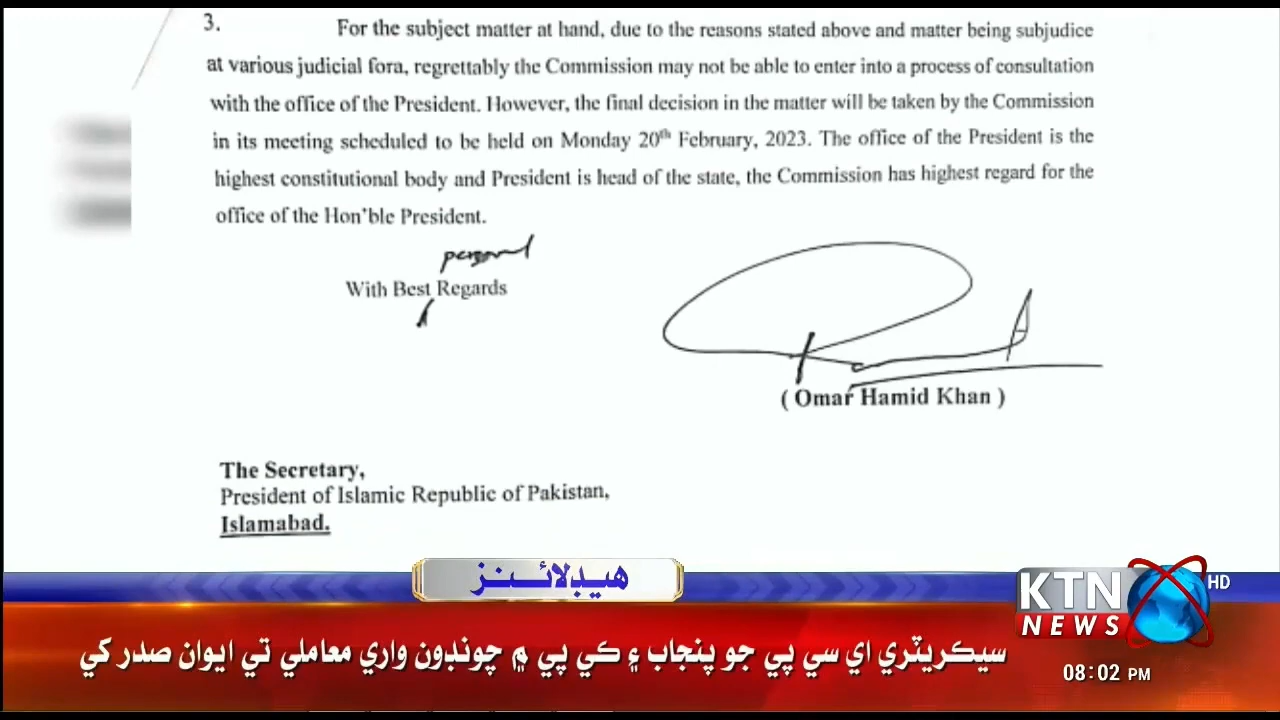 3. For the subject matter at hand, due to the reasons stated above and matter being subjudice
at various judicial fora, regrettably the Commission may not be able to enter into a process of consultation
with the office of the President. However, the final decision in the matter will be taken by the Commission
in its meeting scheduled to be held on Monday 20th February, 2023. The office of the President is the
highest constitutional body and President is head of the state, the Commission has highest regard for the
office of the Hon'ble President.
personal
With Best Regards
( Omar Hamid Khan )
The Secretary,
President of Islamic Republic of Pakistan,
Islamabad.
هيڊلائنز
KTN NEWS HD
سيڪريٽري اي سي پي جو پنجاب ۽ ڪي پي ۾ چونڊون واري معاملي تي ايوان صدر کي
08:02 PM